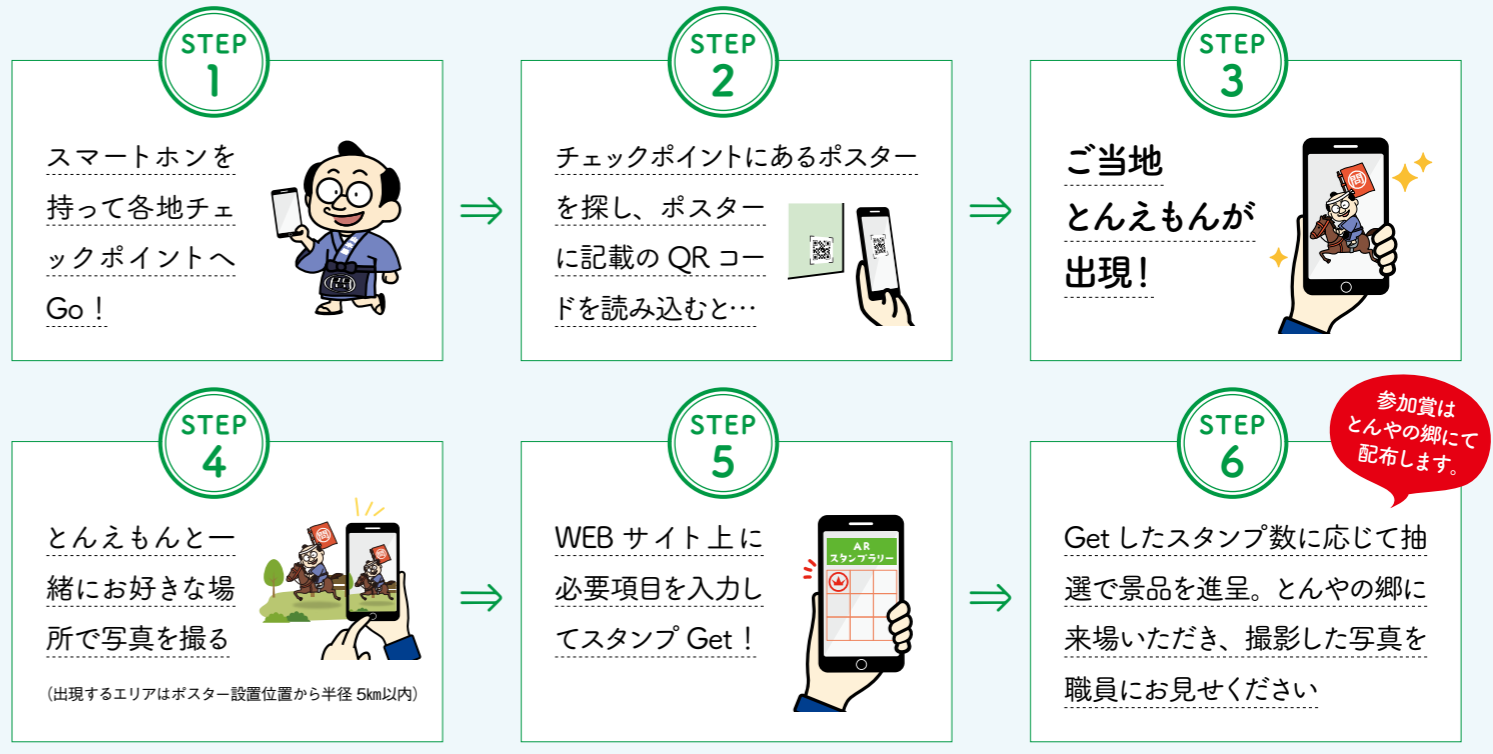 STEP
1
スマートホンを
持って各地チェ
ックポイントへ
Go！
STEP
2
チェックポイントにあるポスター
を探し、ポスター
に記載の QR コー
ドを読み込むと…
STEP
3
ご当地
とんえもんが
出現！
問
STEP
4
とんえもんと一
緒にお好きな場
所で写真を撮る
（出現するエリアはポスター設置位置から半径 5㎞以内）
問
STEP
5
WEB サイト上に
必要項目を入力し
てスタンプ Get！
AR
スタンプラリー
STEP
6
参加賞は
とんやの郷にて
配布します。
Get したスタンプ数に応じて抽
選で景品を進呈。とんやの郷に
来場いただき、撮影した写真を
職員にお見せください